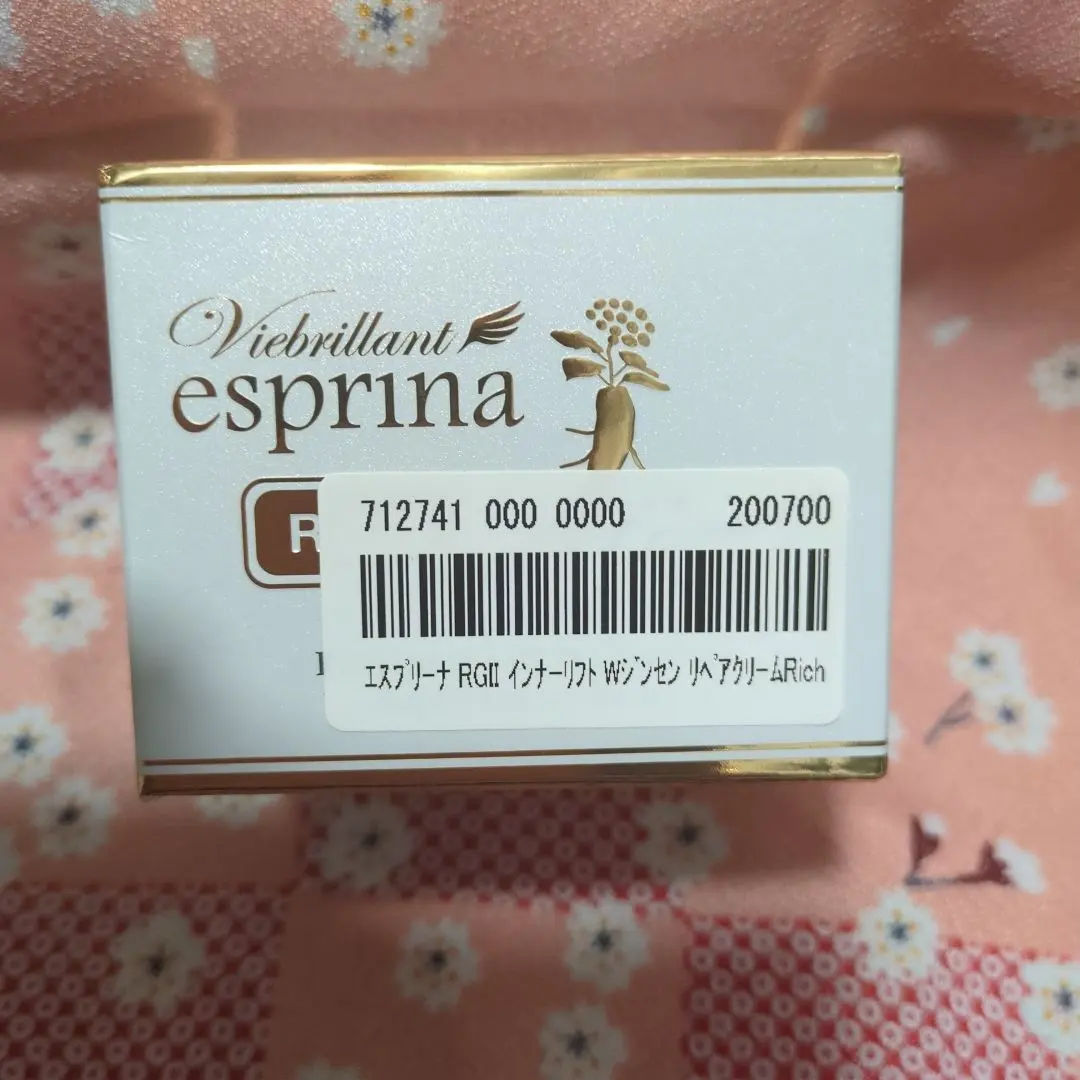 Viebrillant
esprina
R
712741 000 0000 200700
ｴｽﾌﾟﾘｰﾅ RGⅡ ｲﾝﾅｰﾘﾌﾄ Wｼﾞﾝｾﾝ ﾘﾍﾟｱｸﾘｰﾑRich